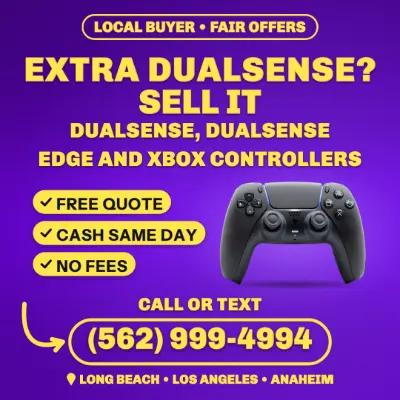 LOCAL BUYER • FAIR OFFERS
EXTRA DUALSENSE?
SELL IT
DUALSENSE, DUALSENSE
EDGE AND XBOX CONTROLLERS
FREE QUOTE
CASH SAME DAY
NO FEES
CALL OR TEXT
(562) 999-4994
LONG BEACH • LOS ANGELES • ANAHEIM